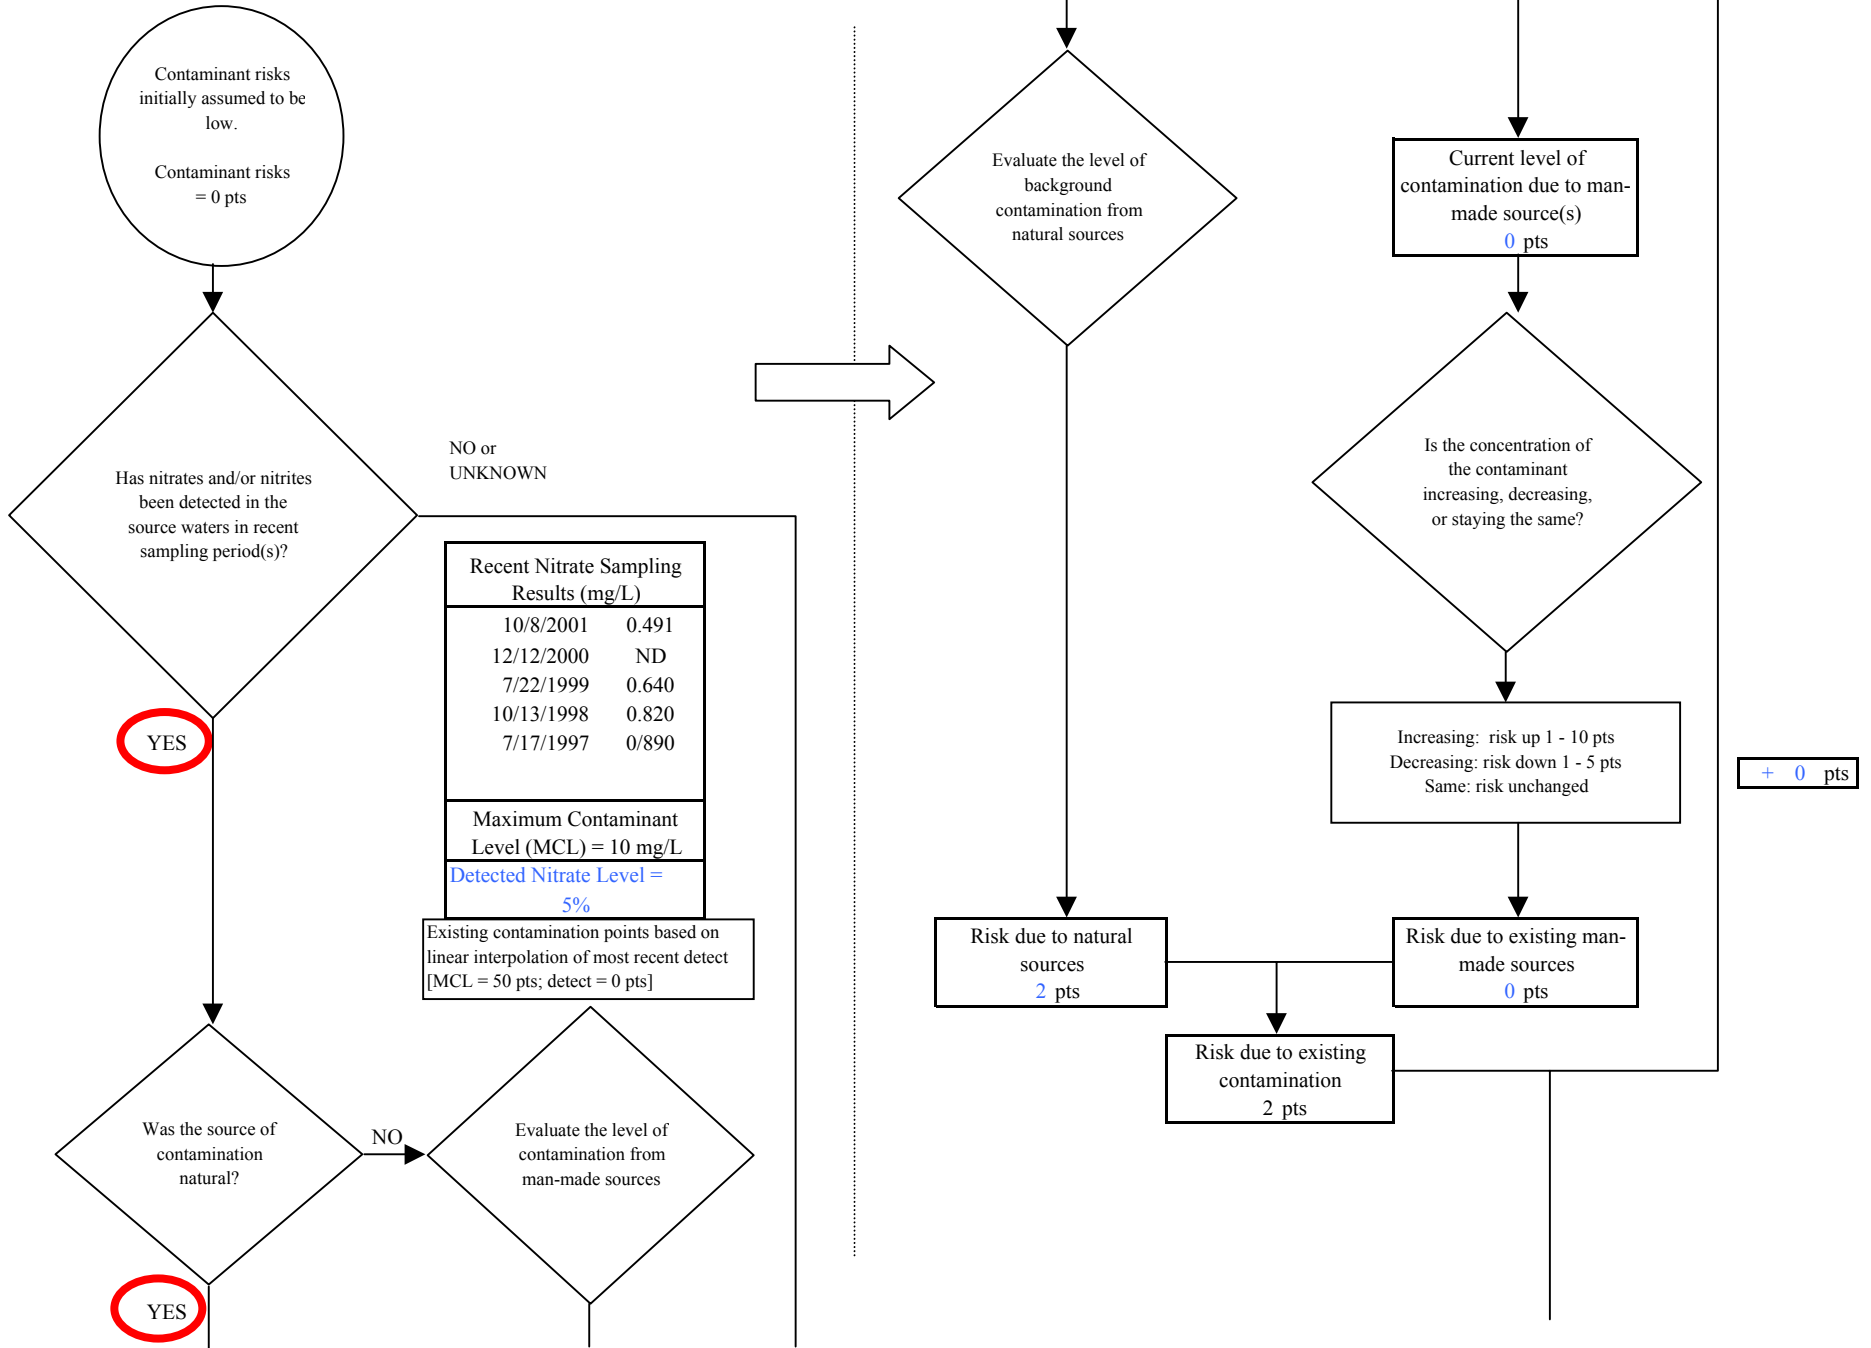 Contaminant risks
initially assumed to be
low.
Contaminant risks
= 0 pts
Has nitrates and/or nitrites
been detected in the
source waters in recent
sampling period(s)?
NO or
UNKNOWN
YES
Recent Nitrate Sampling
Results (mg/L)
10/8/2001 0.491
12/12/2000 ND
7/22/1999 0.640
10/13/1998 0.820
7/17/1997 0/890
Maximum Contaminant
Level (MCL) = 10 mg/L
Detected Nitrate Level =
5%
Existing contamination points based on
linear interpolation of most recent detect
[MCL = 50 pts; detect = 0 pts]
Was the source of
contamination
natural?
NO
Evaluate the level of
contamination from
man-made sources
YES
Evaluate the level of
background
contamination from
natural sources
Current level of
contamination due to man-
made source(s)
0 pts
Is the concentration of
the contaminant
increasing, decreasing,
or staying the same?
Increasing: risk up 1 - 10 pts
Decreasing: risk down 1 - 5 pts
Same: risk unchanged
+ 0 pts
Risk due to natural
sources
2 pts
Risk due to existing man-
made sources
0 pts
Risk due to existing
contamination
2 pts